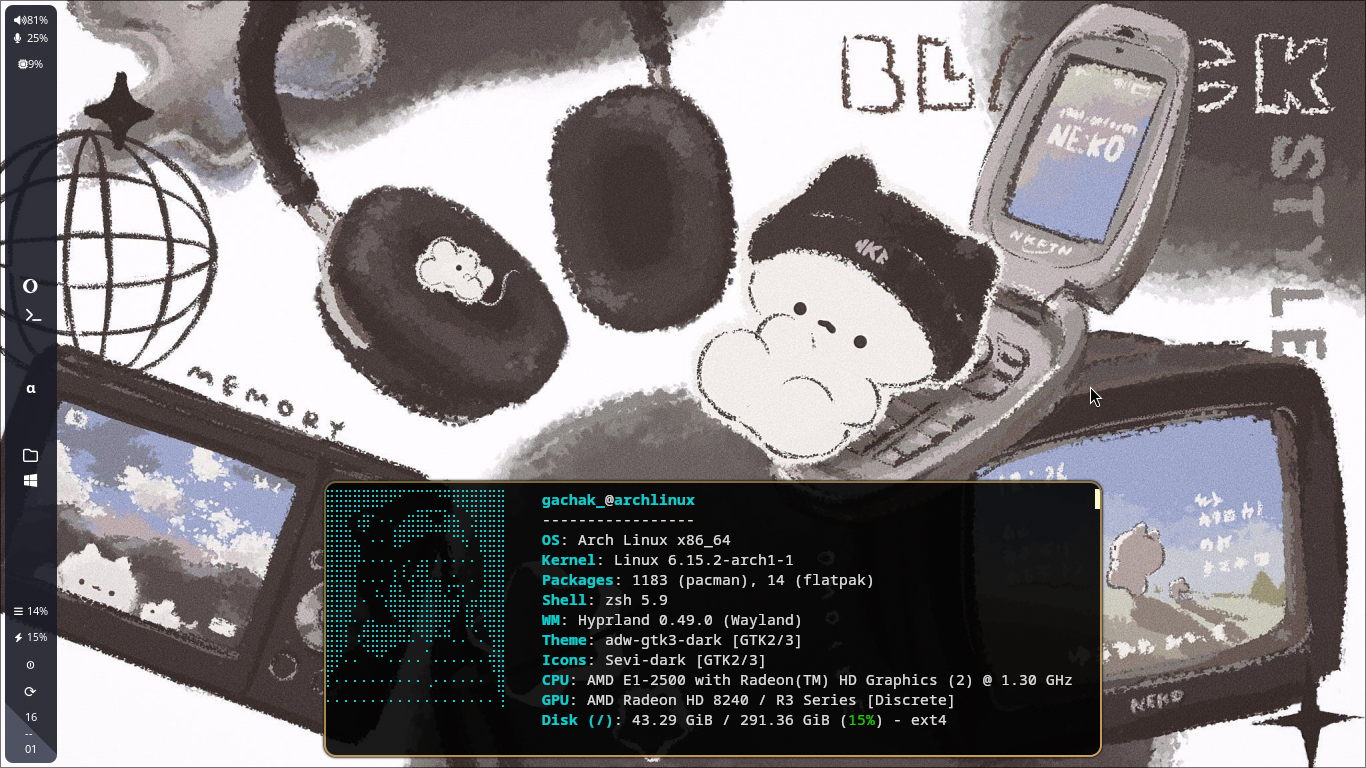 81%
25%
9%
α
14%
15%
16
--
01
BL CK
STYLE
NEKO
NKETN
NKF
MEMORY
NEKO
gachak_@archlinux
-----------------
OS: Arch Linux x86_64
Kernel: Linux 6.15.2-arch1-1
Packages: 1183 (pacman), 14 (flatpak)
Shell: zsh 5.9
WM: Hyprland 0.49.0 (Wayland)
Theme: adw-gtk3-dark [GTK2/3]
Icons: Sevi-dark [GTK2/3]
CPU: AMD E1-2500 with Radeon(TM) HD Graphics (2) @ 1.30 GHz
GPU: AMD Radeon HD 8240 / R3 Series [Discrete]
Disk (/): 43.29 GiB / 291.36 GiB (15%) - ext4